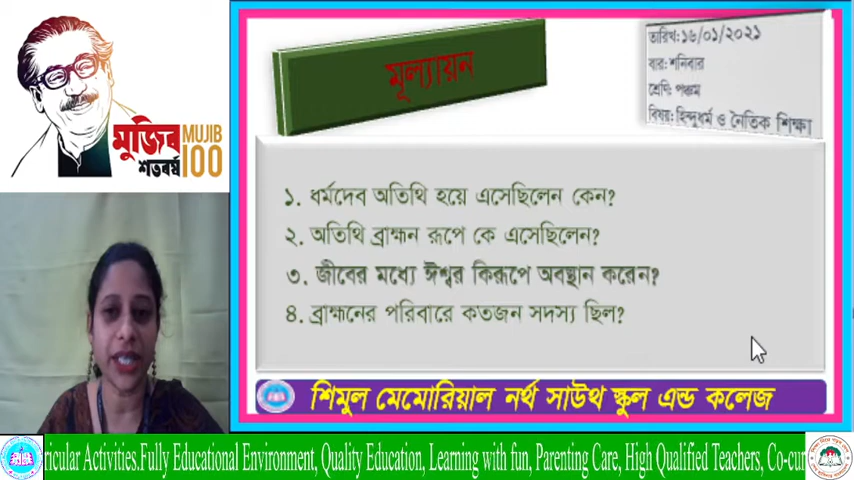 মুজিব
শতবর্ষ
MUJIB
100
মূল্যায়ন
তারিখ:১৬/০১/২০২১
বার:শনিবার
শ্রেণি: পঞ্চম
বিষয়: হিন্দুধর্ম ও নৈতিক শিক্ষা
১. ধর্মদেব অতিথি হয়ে এসেছিলেন কেন?
২. অতিথি ব্রাহ্মন রূপে কে এসেছিলেন?
৩. জীবের মধ্যে ঈশ্বর কিরূপে অবস্থান করেন?
৪. ব্রাহ্মনের পরিবারে কতজন সদস্য ছিল?
শিমুল মেমোরিয়াল নর্থ সাউথ স্কুল এন্ড কলেজ
ricular Activities.Fully Educational Environment, Quality Education, Learning with fun, Parenting Care, High Qualified Teachers, Co-cur